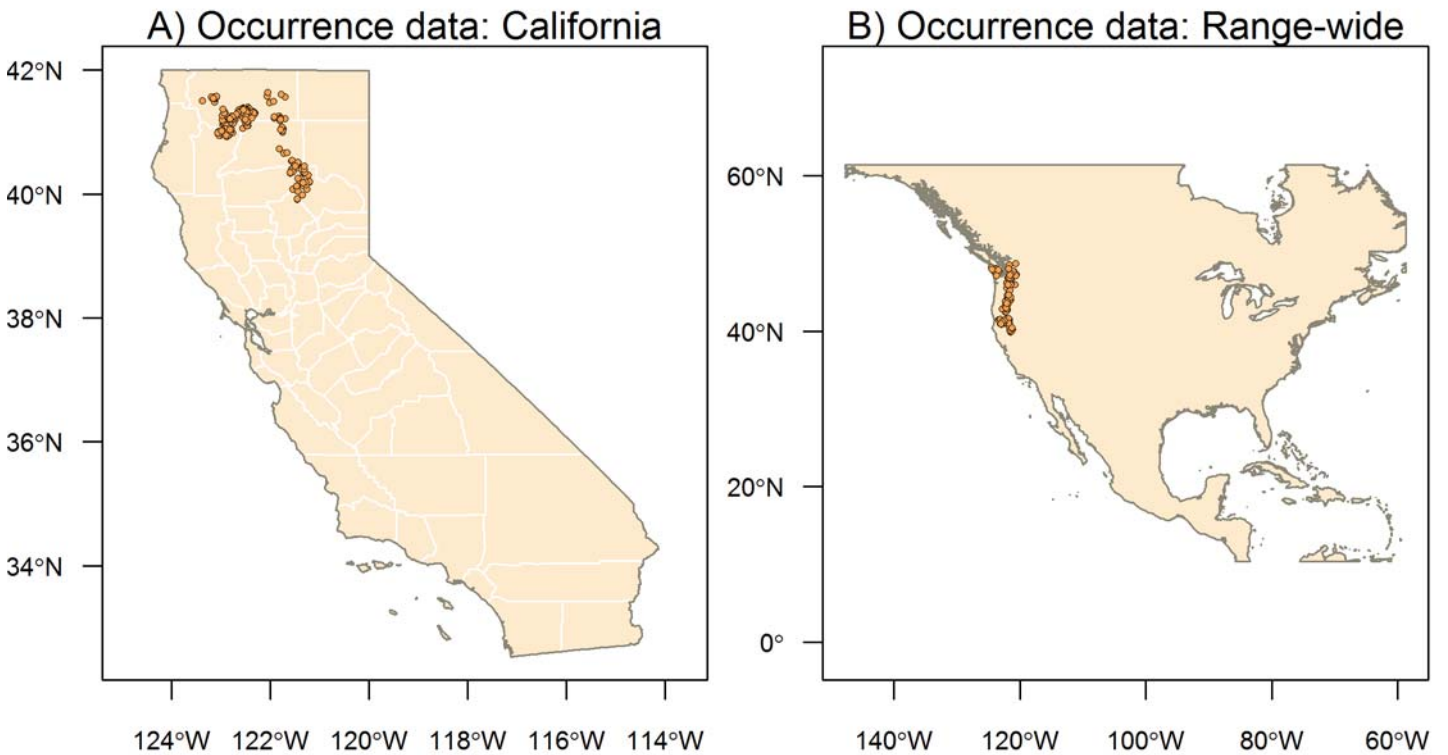 A) Occurrence data: California
42°N
40°N
38°N
36°N
34°N
124°W 122°W 120°W 118°W 116°W 114°W
B) Occurrence data: Range-wide
60°N
40°N
20°N
0°
140°W 120°W 100°W 80°W 60°W